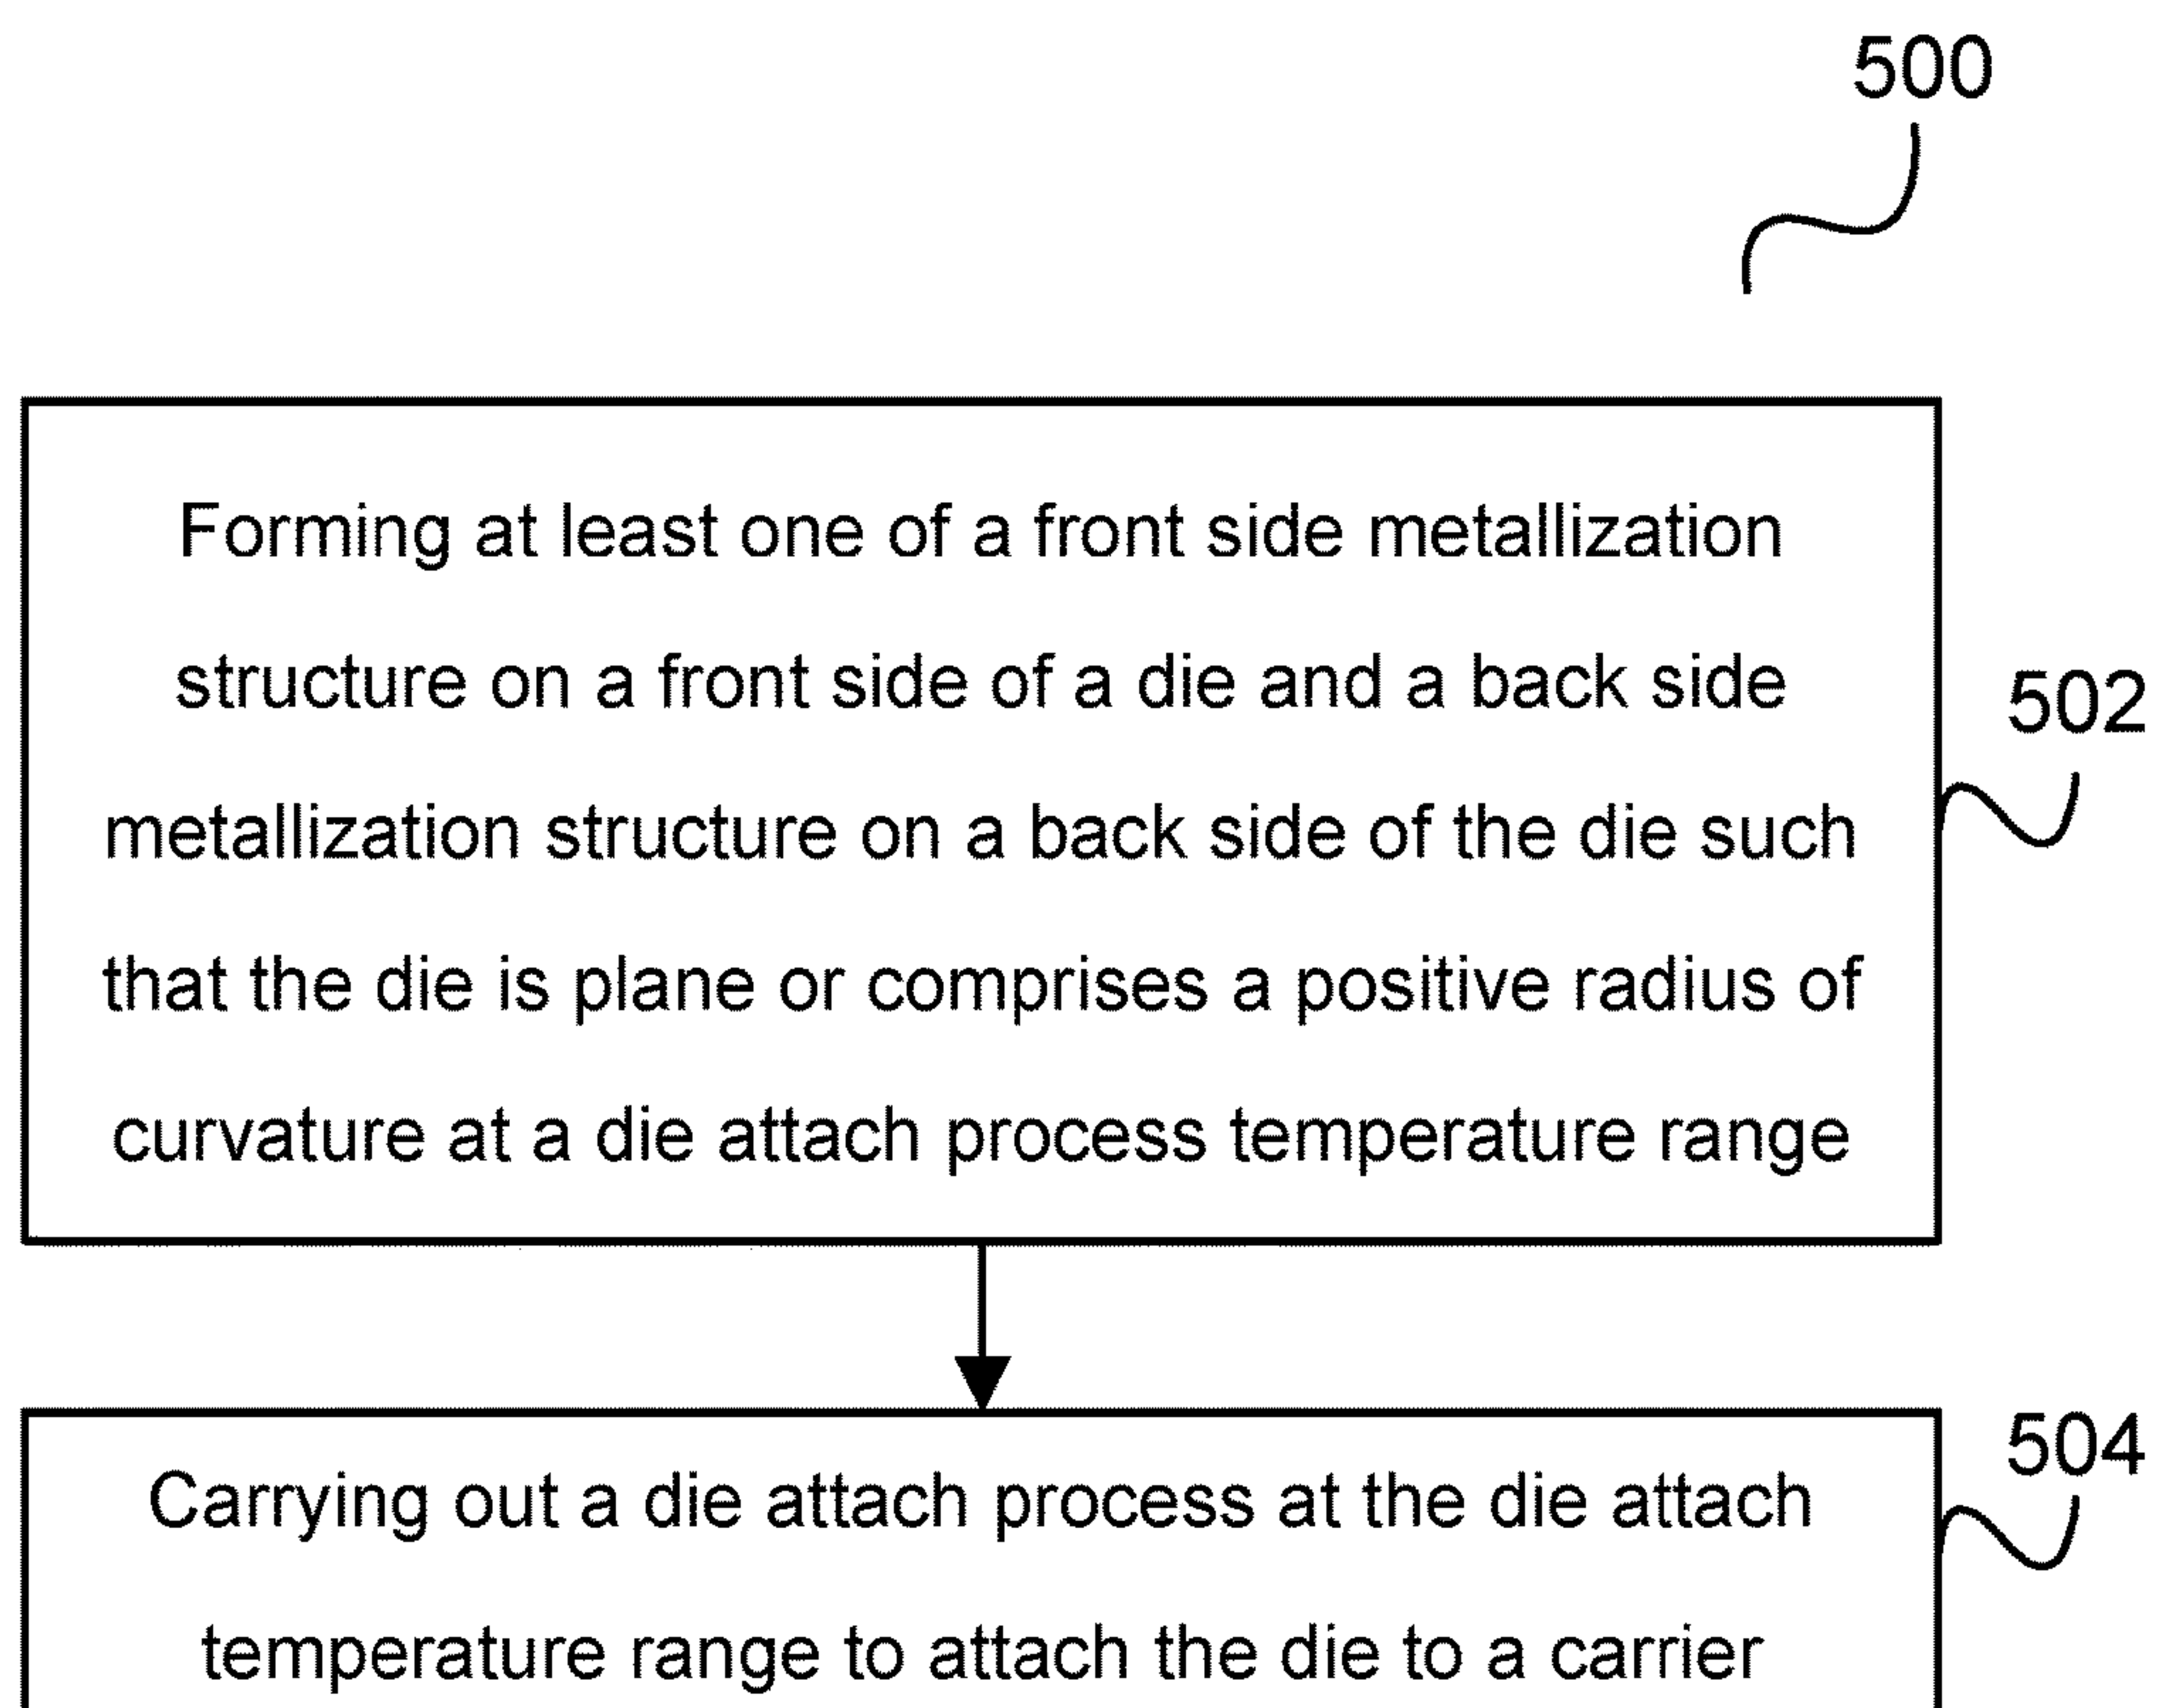 500
Forming at least one of a front side metallization
structure on a front side of a die and a back side
metallization structure on a back side of the die such
that the die is plane or comprises a positive radius of
curvature at a die attach process temperature range
502
504
Carrying out a die attach process at the die attach
temperature range to attach the die to a carrier